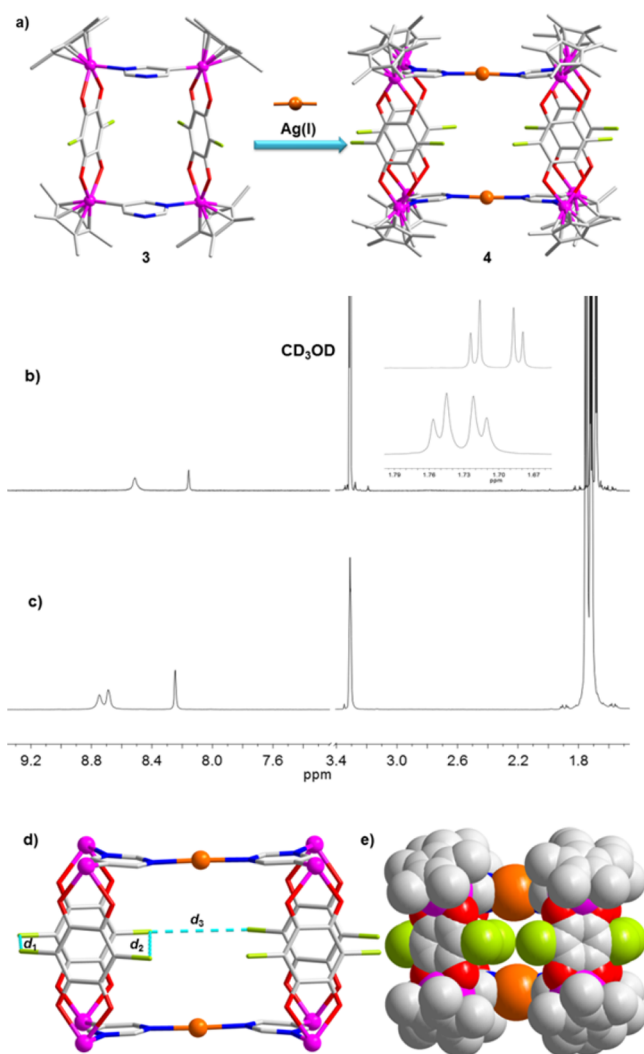 a)
Ag(I)
3
4
b)
CD3OD
1.79 1.76 1.73 1.70 1.67
ppm
c)
9.2 8.8 8.4 8.0 7.6 3.4 3.0 2.6 2.2 1.8
ppm
d)
e)
d3
d1
d2